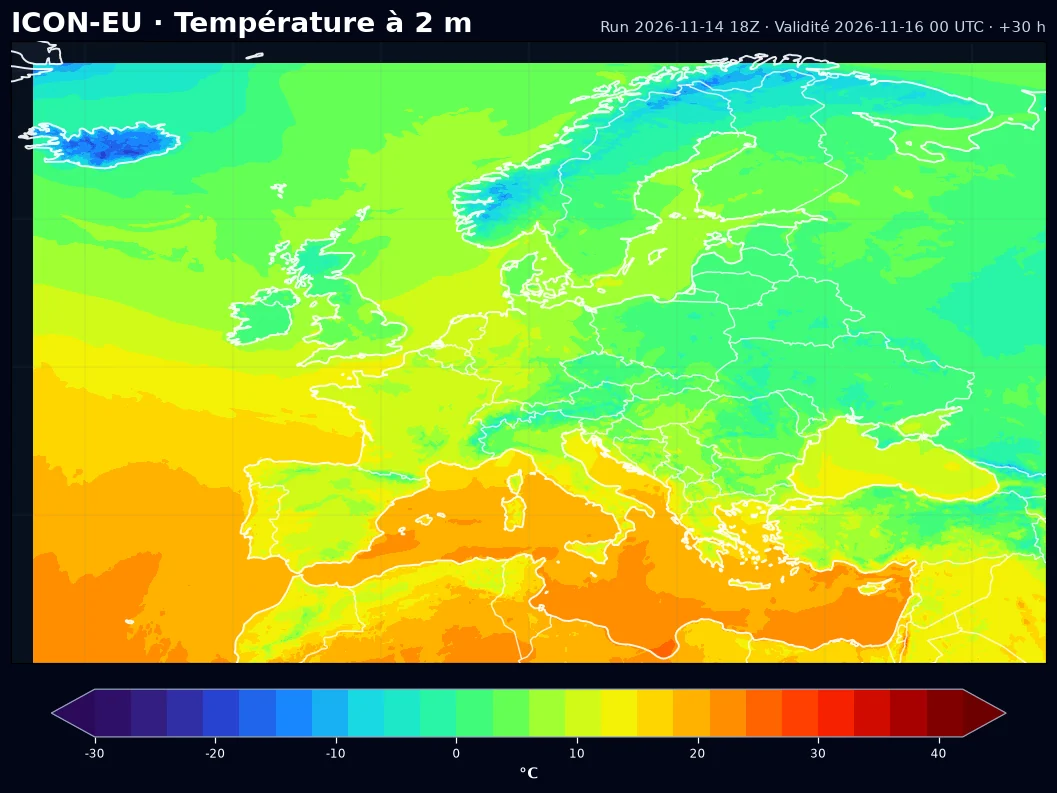 ICON-EU · Température à 2 m
Run 2026-11-14 18Z · Validité 2026-11-16 00 UTC · +30 h
-30 -20 -10 0 10 20 30 40
°C